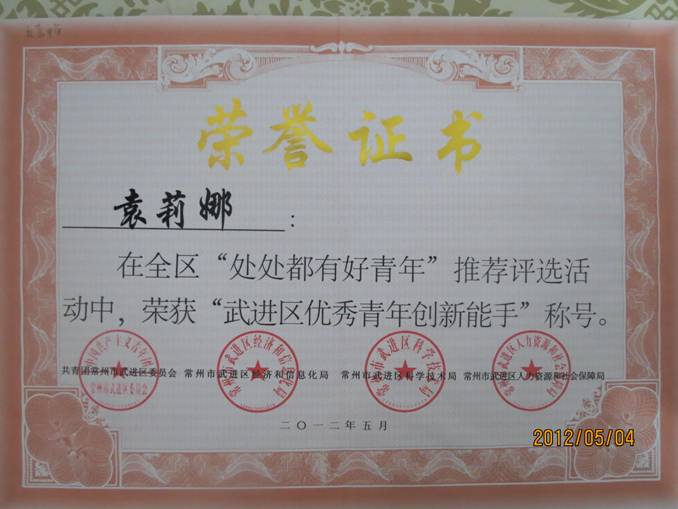 荣誉证书
袁莉娜：
在全区“处处都有好青年”推荐评选活
动中，荣获“武进区优秀青年创新能手”称号。
共青团常州市武进区委员会 常州市武进区经济和信息化局 常州市武进区科学技术局 常州市武进区人力资源和社会保障局
二〇一二年五月
2012/05/04